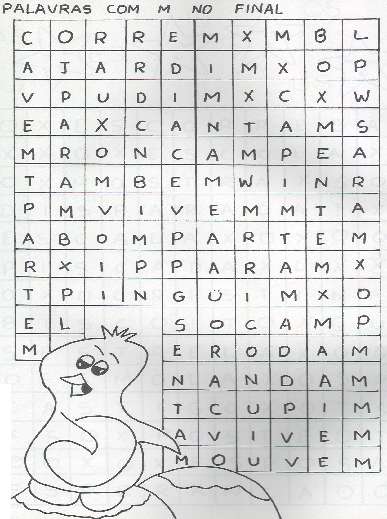 PALAVRAS COM M NO FINAL
C O R R E M X M B L
A J A R D I M X O P
V P U D I M X C X W
E A X C A N T A M S
M R O N C A M P E A
T A M B E M W I N R
P M V I V E M M T A
A B O M P A R T E M
R X I P P A R A M X
T P I N G Ü I M X O
E L S O C A M P
M E R O D A M
N A N D A M
T C U P I M
A V I V E M
M O U V E M